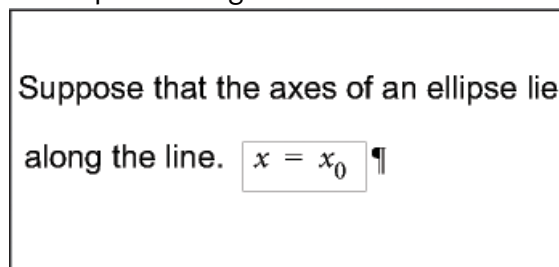 Suppose that the axes of an ellipse lie
along the line. x = x₀ ¶